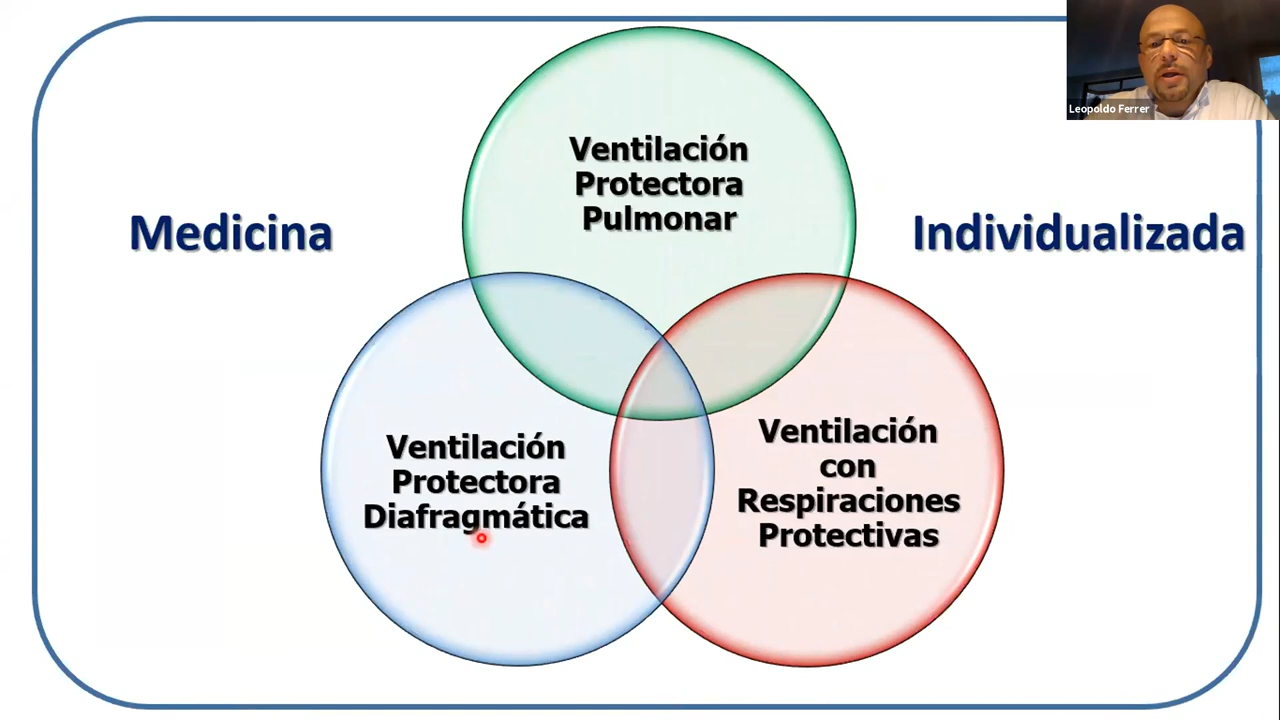 Leopoldo Ferrer
Ventilación
Protectora
Pulmonar
Medicina
Individualizada
Ventilación
Protectora
Diafragmática
Ventilación
con
Respiraciones
Protectivas